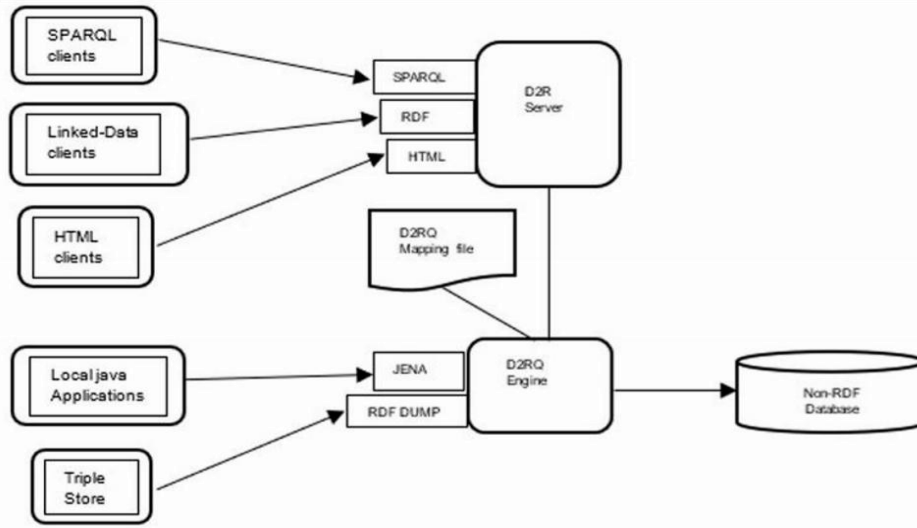 SPARQL
clients
SPARQL
D2R
Server
Linked-Data
clients
RDF
HTML
HTML
clients
D2RQ
Mapping file
Local java
Applications
JENA
RDF DUMP
D2RQ
Engine
Non-RDF
Database
Triple
Store